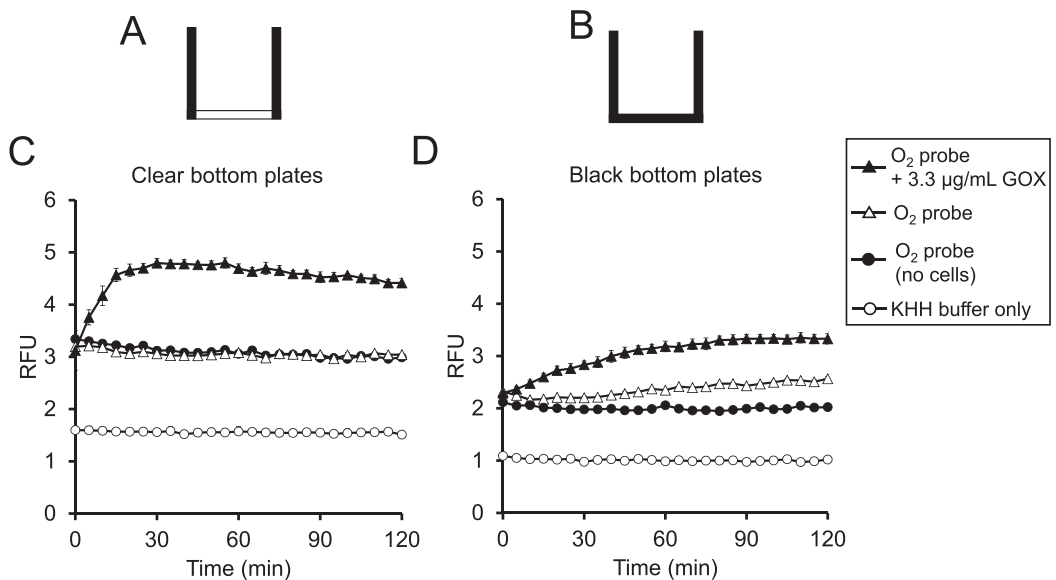 A
B
C
D
Clear bottom plates
Black bottom plates
O₂ probe
+ 3.3 µg/mL GOX
O₂ probe
O₂ probe
(no cells)
KHH buffer only
RFU
6
5
4
3
2
1
0
0 30 60 90 120
Time (min)
RFU
6
5
4
3
2
1
0
0 30 60 90 120
Time (min)